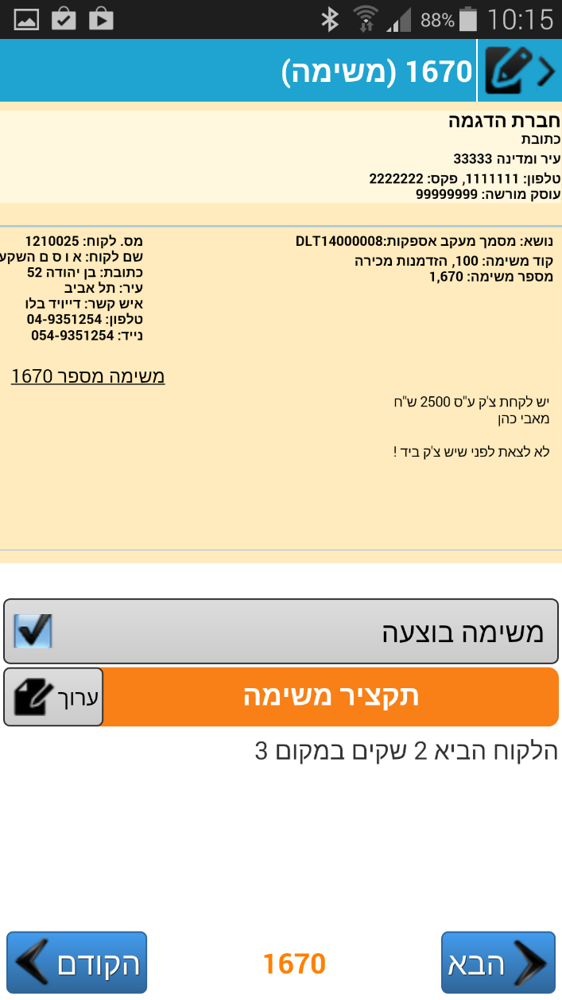 88% 10:15
1670 (משימה)
חברת הדגמה
כתובת
עיר ומדינה 33333
טלפון: 1111111, פקס: 2222222
עוסק מורשה: 99999999
נושא: מסמך מעקב אספקות:DLT14000008
קוד משימה: 100, הזדמנות מכירה
מספר משימה: 1,670
מס. לקוח: 1210025
שם לקוח: א ו ס ם השקע
כתובת: בן יהודה 52
עיר: תל אביב
איש קשר: דייויד בלו
טלפון: 04-9351254
נייד: 054-9351254
משימה מספר 1670
יש לקחת צ'ק ע"ס 2500 ש"ח
מאבי כהן
לא לצאת לפני שיש צ'ק ביד !
משימה בוצעה
תקציר משימה
ערוך
הלקוח הביא 2 שקים במקום 3
הבא
1670
הקודם